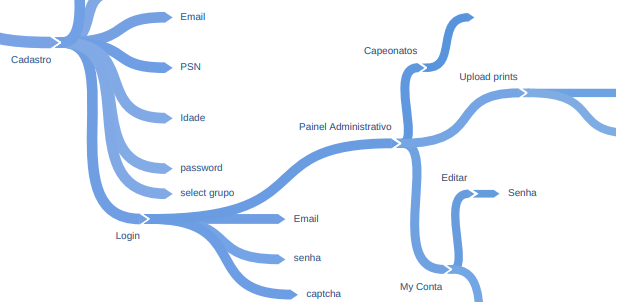 Email
Cadastro
PSN
Idade
password
select grupo
Login
Email
senha
captcha
Painel Administrativo
Capeonatos
Upload prints
Editar
Senha
My Conta